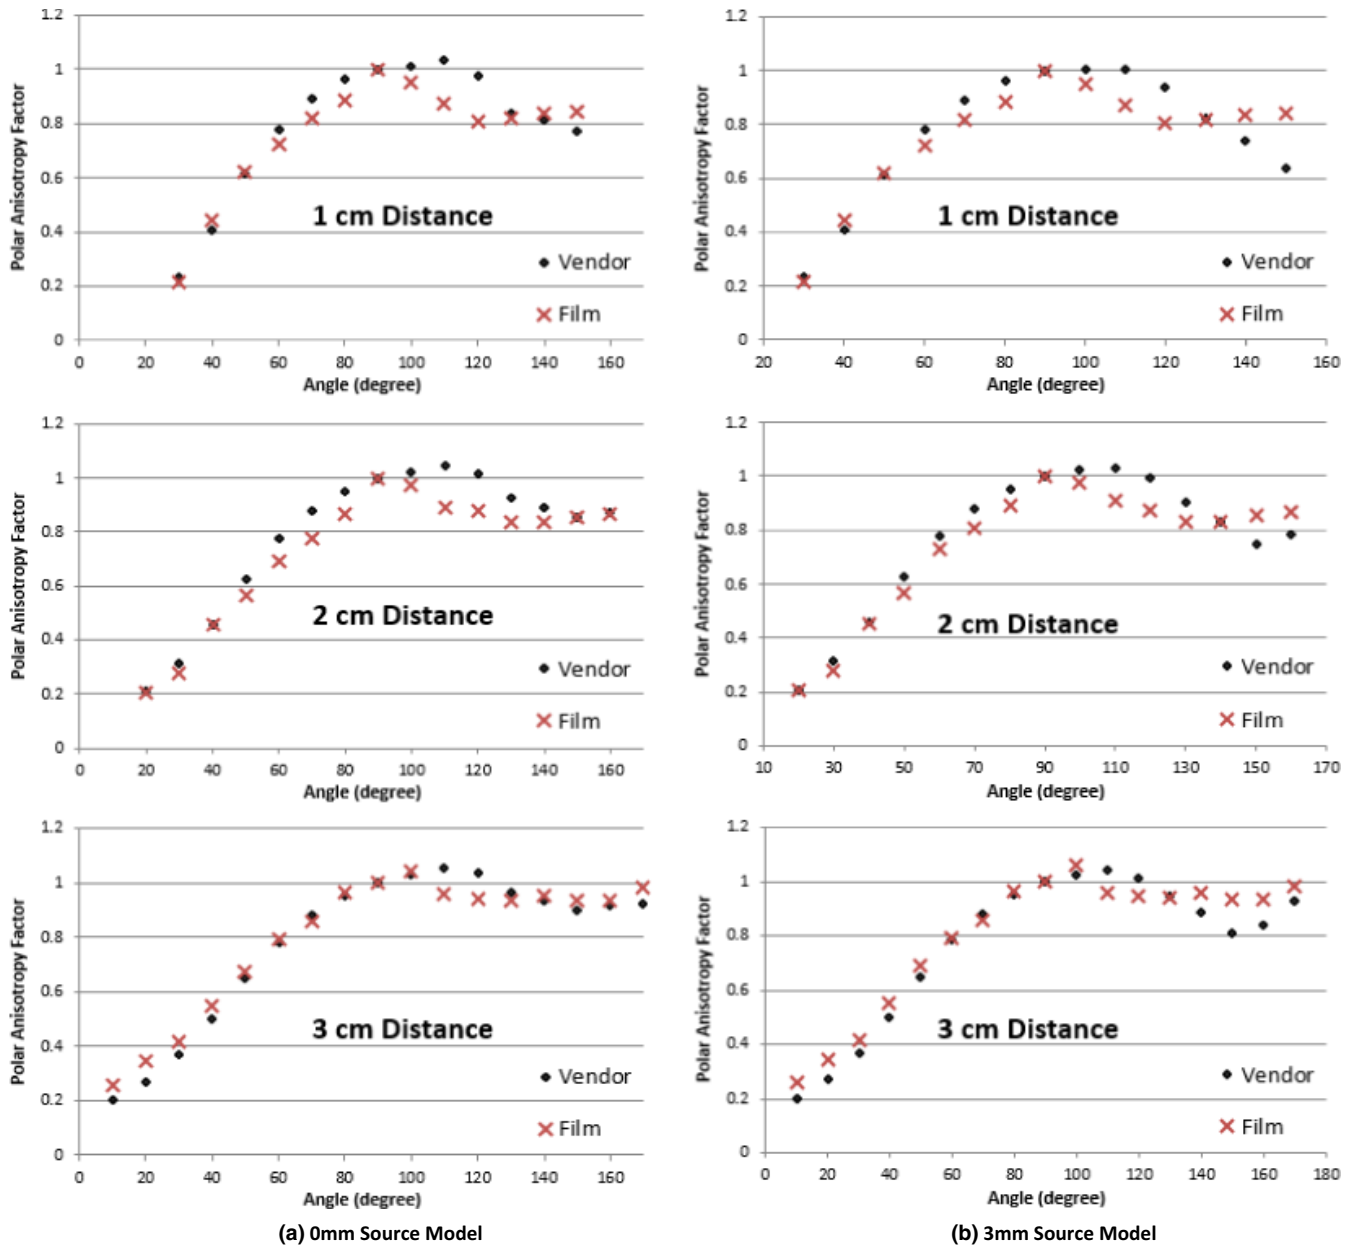 1.2
1
0.8
0.6
0.4
0.2
0
Polar Anisotropy Factor
1 cm Distance
Vendor
Film
0 20 40 60 80 100 120 140 160
Angle (degree)
1.2
1
0.8
0.6
0.4
0.2
0
Polar Anisotropy Factor
1 cm Distance
Vendor
Film
20 40 60 80 100 120 140 160
Angle (degree)
1.2
1
0.8
0.6
0.4
0.2
0
Polar Anisotropy Factor
2 cm Distance
Vendor
Film
0 20 40 60 80 100 120 140 160
Angle (degree)
1.2
1
0.8
0.6
0.4
0.2
0
Polar Anisotropy Factor
2 cm Distance
Vendor
Film
10 30 50 70 90 110 130 150 170
Angle (degree)
1.2
1
0.8
0.6
0.4
0.2
0
Polar Anisotropy Factor
3 cm Distance
Vendor
Film
0 20 40 60 80 100 120 140 160
Angle (degree)
1.2
1
0.8
0.6
0.4
0.2
0
Polar Anisotropy Factor
3 cm Distance
Vendor
Film
0 20 40 60 80 100 120 140 160 180
Angle (degree)
(a) 0mm Source Model
(b) 3mm Source Model